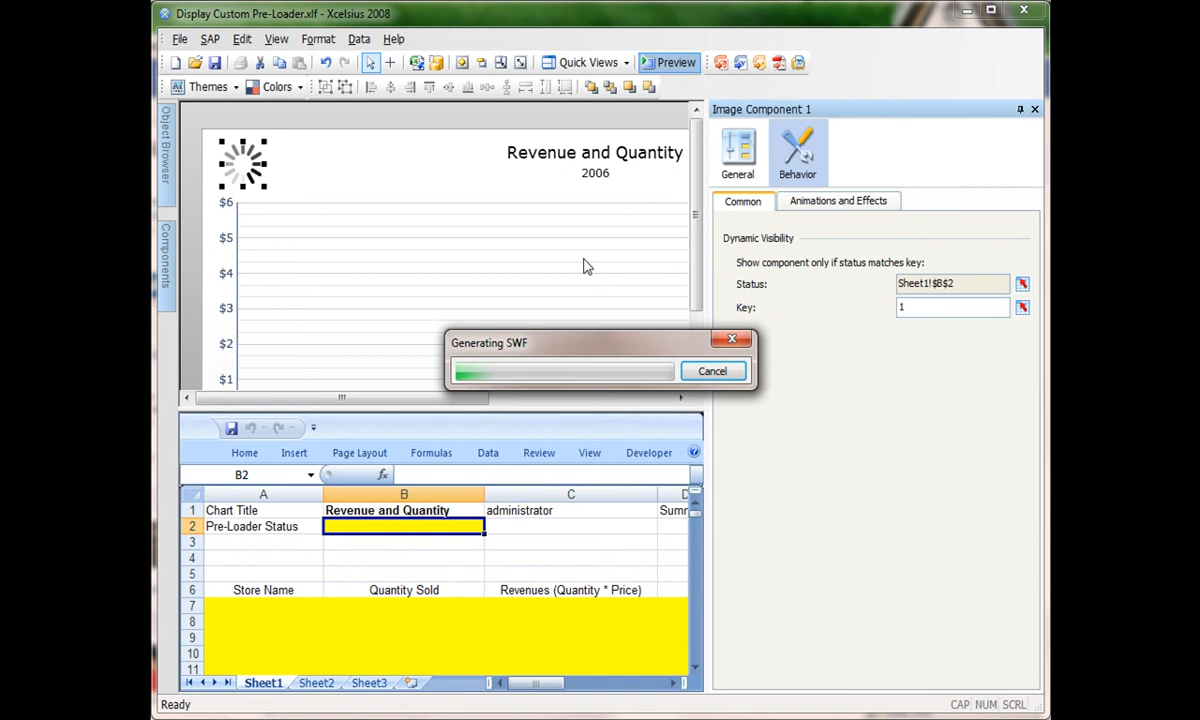 Display Custom Pre-Loader.xlf - Xcelsius 2008
File SAP Edit View Format Data Help
Quick Views Preview
Themes Colors
Object Browser
Components
Revenue and Quantity
2006
$6
$5
$4
$3
$2
$1
Image Component 1
General Behavior
Common Animations and Effects
Dynamic Visibility
Show component only if status matches key:
Status: Sheet1!$B$2
Key: 1
Generating SWF
Cancel
Home Insert Page Layout Formulas Data Review View Developer
B2 fx
A B C D
1 Chart Title Revenue and Quantity administrator
2 Pre-Loader Status
3
4
5
6 Store Name Quantity Sold Revenues (Quantity * Price)
7
8
9
10
11
Sheet1 Sheet2 Sheet3
Ready CAP NUM SCRL